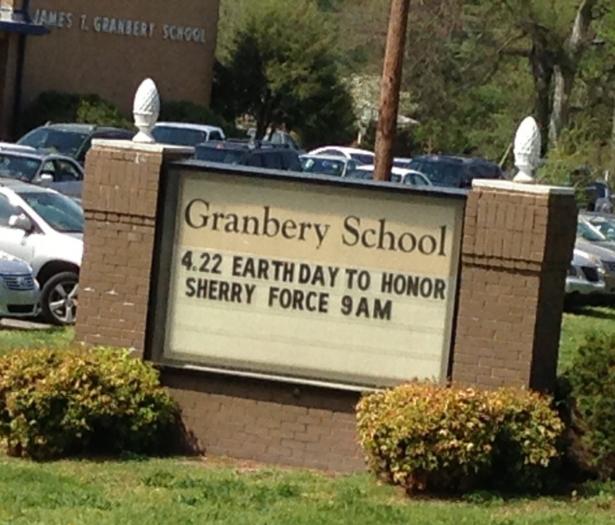 JAMES T. GRANBERY SCHOOL
Granbery School
4.22 EARTH DAY TO HONOR
SHERRY FORCE 9AM